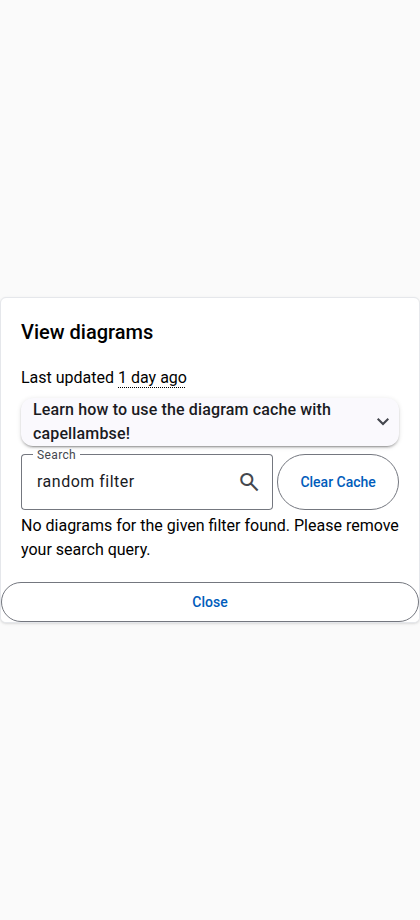 View diagrams
Last updated 1 day ago
Learn how to use the diagram cache with
capellambse!
Search
random filter
Clear Cache
No diagrams for the given filter found. Please remove
your search query.
Close